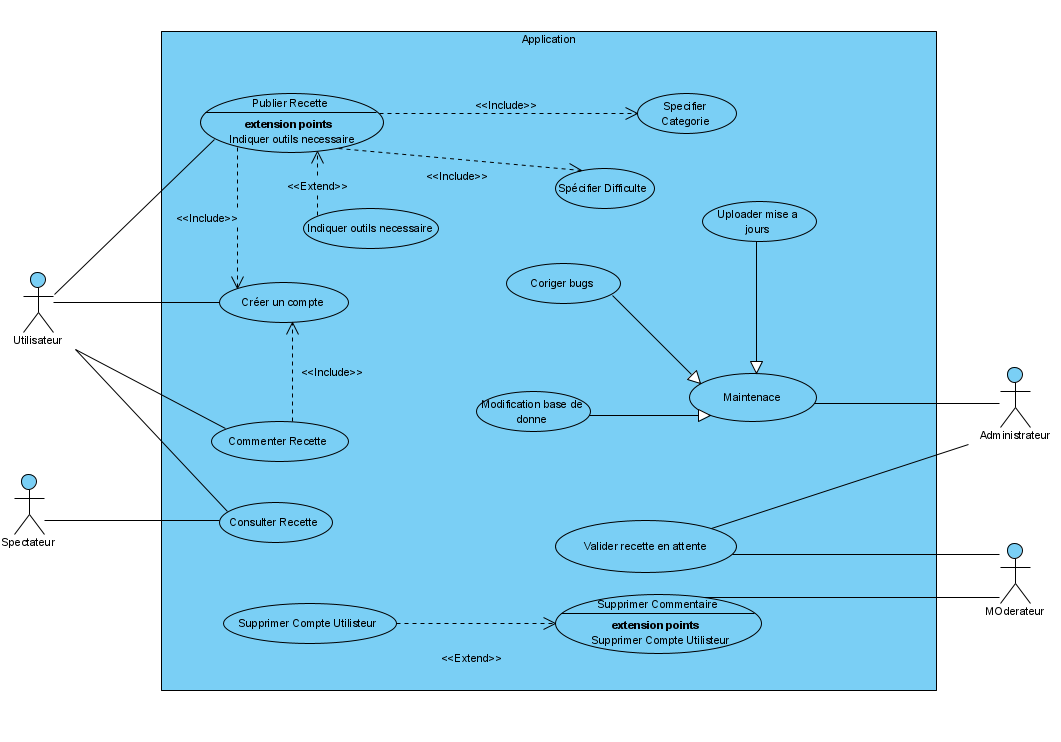 Application
Publier Recette
extension points
Indiquer outils necessaire
<<Include>>
Specifier
Categorie
<<Include>>
Spécifier Difficulte
<<Extend>>
<<Include>>
Indiquer outils necessaire
Uploader mise a
jours
Coriger bugs
Créer un compte
Utilisateur
<<Include>>
Maintenace
Modification base de
donne
Administrateur
Commenter Recette
Consulter Recette
Spectateur
Valider recette en attente
MOderateur
Supprimer Compte Utilisteur
Supprimer Commentaire
extension points
Supprimer Compte Utilisteur
<<Extend>>